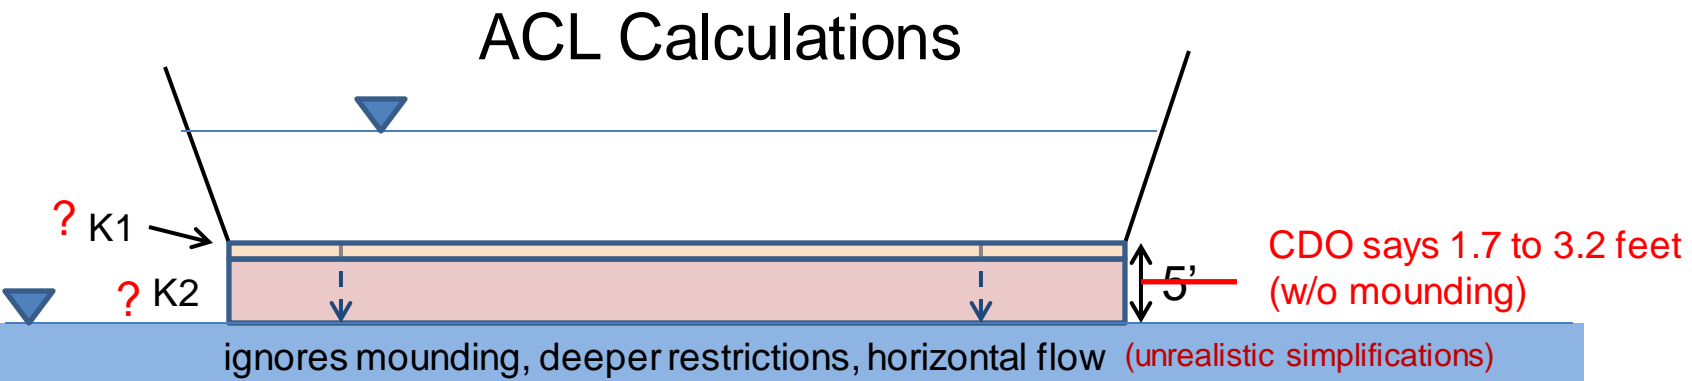 ACL Calculations
? K1
? K2
5'
CDO says 1.7 to 3.2 feet
(w/o mounding)
ignores mounding, deeper restrictions, horizontal flow (unrealistic simplifications)